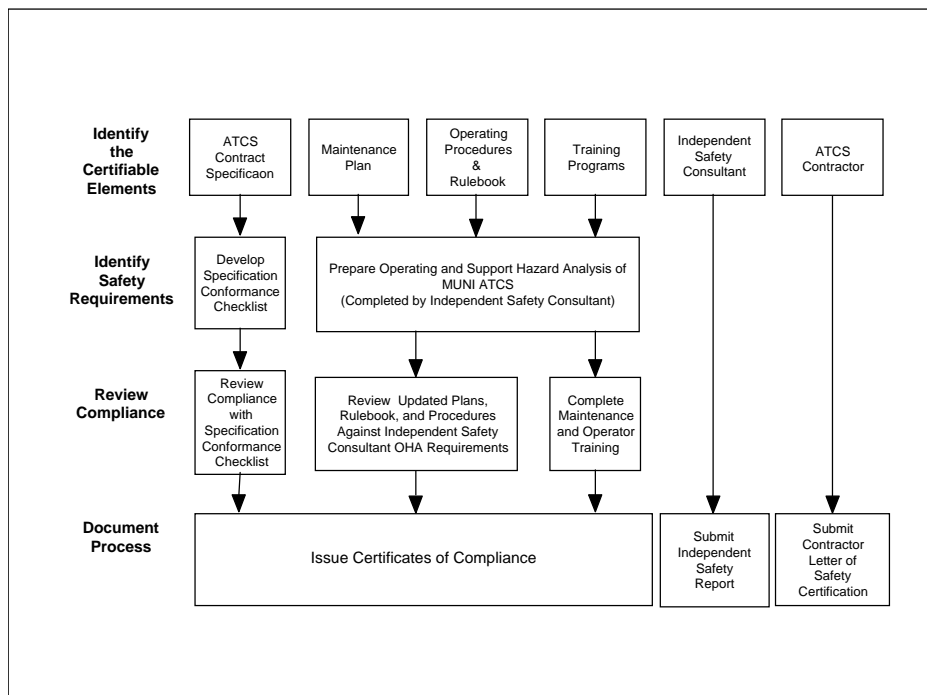 Identify
the
Certifiable
Elements
ATCS
Contract
Specificaon
Maintenance
Plan
Operating
Procedures
&
Rulebook
Training
Programs
Independent
Safety
Consultant
ATCS
Contractor
Identify
Safety
Requirements
Develop
Specification
Conformance
Checklist
Prepare Operating and Support Hazard Analysis of
MUNI ATCS
(Completed by Independent Safety Consultant)
Review
Compliance
Review
Compliance
with
Specification
Conformance
Checklist
Review Updated Plans,
Rulebook, and Procedures
Against Independent Safety
Consultant OHA Requirements
Complete
Maintenance
and Operator
Training
Document
Process
Issue Certificates of Compliance
Submit
Independent
Safety
Report
Submit
Contractor
Letter of
Safety
Certification